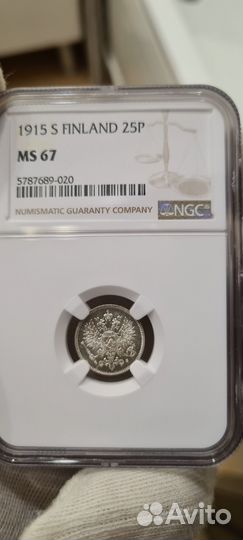 1915 S FINLAND 25P
MS 67
5787689-020
NUMISMATIC GUARANTY COMPANY
NGC
Avito